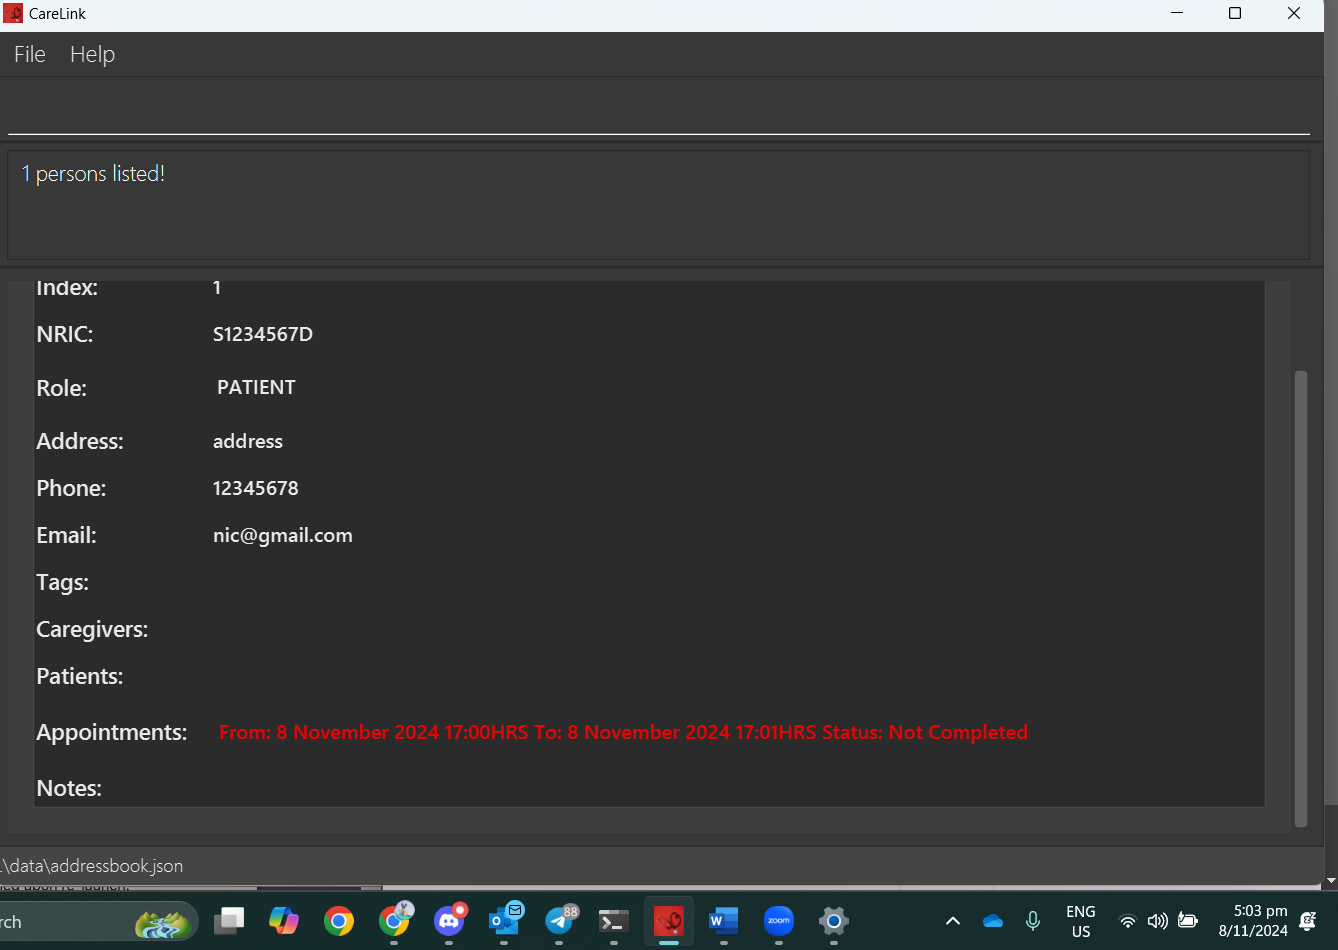 CareLink
File Help
1 persons listed!
Index: 1
NRIC: S1234567D
Role: PATIENT
Address: address
Phone: 12345678
Email: nic@gmail.com
Tags:
Caregivers:
Patients:
Appointments: From: 8 November 2024 17:00HRS To: 8 November 2024 17:01HRS Status: Not Completed
Notes:
.\data\addressbook.json
rch
88
zoom
ENG
US
5:03 pm
8/11/2024